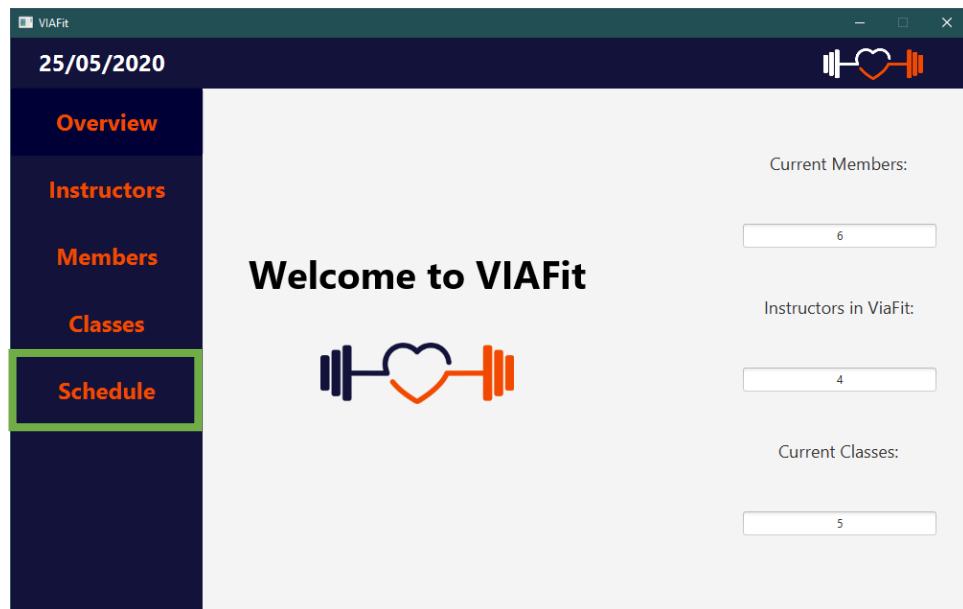 VIAFit
25/05/2020
Overview
Instructors
Members
Classes
Schedule
Welcome to VIAFit
Current Members:
6
Instructors in ViaFit:
4
Current Classes:
5